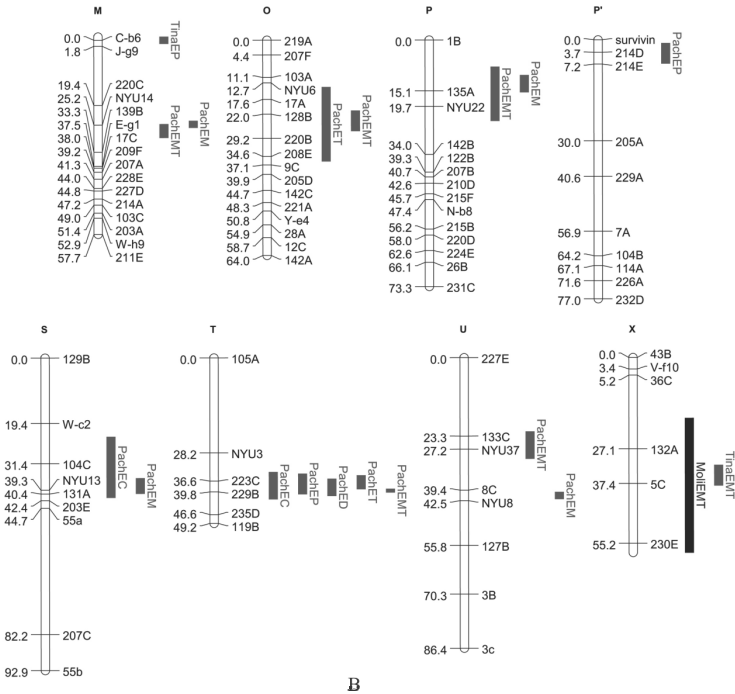 M
0.0 C-b6
1.8 J-g9
19.4 220C
25.2 NYU14
33.3 139B
37.5 E-g1
38.0 17C
39.2 209F
41.3 207A
44.0 228E
44.8 227D
47.2 214A
49.0 103C
51.4 203A
52.9 W-h9
57.7 211E
TinaEP
PachEMT
PachEM
O
0.0 219A
4.4 207F
11.1 103A
12.7 NYU6
17.6 17A
22.0 128B
29.2 220B
34.6 208E
37.1 9C
39.9 205D
44.7 142C
48.3 221A
50.8 Y-e4
54.9 28A
58.7 12C
64.0 142A
PachET
PachEMT
P
0.0 1B
15.1 135A
19.7 NYU22
34.0 142B
39.3 122B
40.7 207B
42.6 210D
45.7 215F
47.4 N-b8
56.2 215B
58.0 220D
62.6 224E
66.1 26B
73.3 231C
PachEMT
PachEM
P'
0.0 survivin
3.7 214D
7.2 214E
30.0 205A
40.6 229A
56.9 7A
64.2 104B
67.1 114A
71.6 226A
77.0 232D
PachEP
S
0.0 129B
19.4 W-c2
31.4 104C
39.3 NYU13
40.4 131A
42.4 203E
44.7 55a
82.2 207C
92.9 55b
PachEC
PachEM
T
0.0 105A
28.2 NYU3
36.6 223C
39.8 229B
46.6 235D
49.2 119B
PachEC
PachEP
PachED
PachET
PachEMT
U
0.0 227E
23.3 133C
27.2 NYU37
39.4 8C
42.5 NYU8
55.8 127B
70.3 3B
86.4 3c
PachEMT
PachEM
X
0.0 43B
3.4 V-f10
5.2 36C
27.1 132A
37.4 5C
55.2 230E
MoliEMT
TinaEMT
B